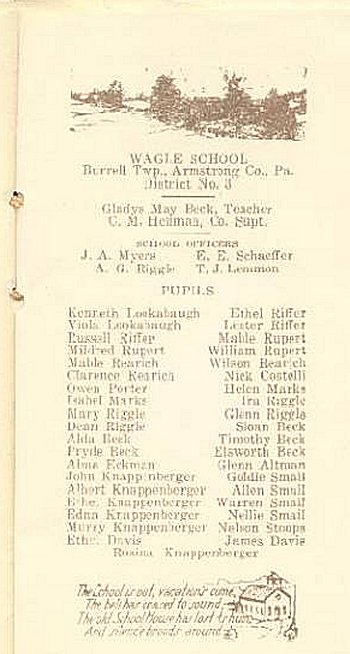 WAGLE SCHOOL
Burrell Twp., Armstrong Co., Pa.
District No. 3
Gladys May Beck, Teacher
C. M. Heilman, Co. Supt.
SCHOOL OFFICERS
J. A. Myers E. E. Schaeffer
A. G. Riggle T. J. Lemmon
PUPILS
Kenneth Lookabaugh Ethel Riffer
Viola Lookabaugh Lester Riffer
Russell Riffer Mable Rupert
Mildred Rupert William Rupert
Mable Rearich Wilson Rearich
Clarence Rearich Nick Costelli
Owen Porter Helen Marks
Isabel Marks Ira Riggle
Mary Riggle Glenn Riggle
Dean Riggle Sloan Beck
Alda Beck Timothy Beck
Pryde Beck Elsworth Beck
Alma Eckman Glenn Altman
John Knappenberger Goldie Small
Albert Knappenberger Allen Small
Ethel Knappenberger Warren Small
Edna Knappenberger Nellie Small
Murry Knappenberger Nelson Stoops
Ethel Davis James Davis
Rosina Knappenberger
The School is out, vacation's come,
The bell has ceased to sound,
The old School House has lost its hum,
And silence broods around.